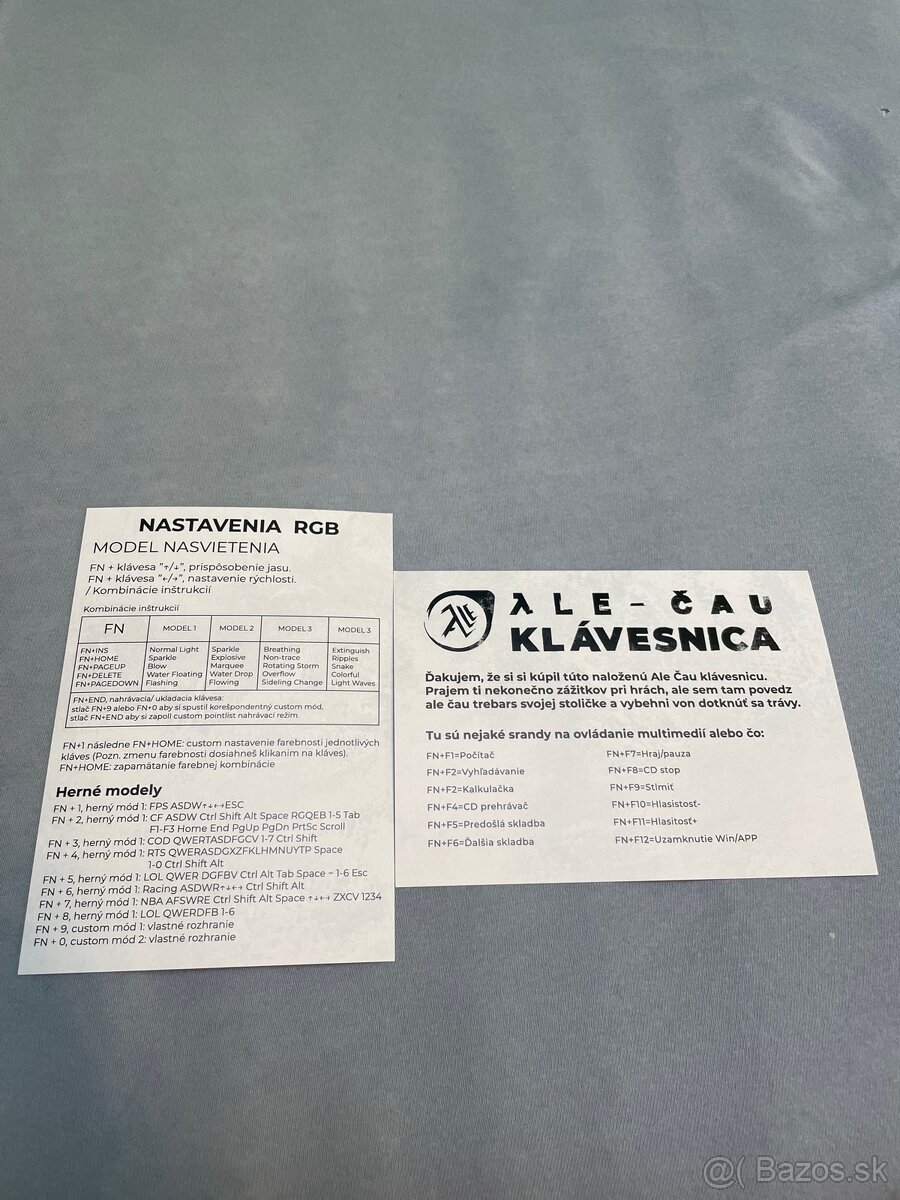 NASTAVENIA RGB
MODEL NASVIETENIA
FN + klávesa "↑/↓", prispôsobenie jasu.
FN + klávesa "←/→", nastavenie rýchlosti.
/ Kombinácie inštrukcií
Kombinácie inštrukcií
FN MODEL 1 MODEL 2 MODEL 3 MODEL 3
FN+INS Normal Light Sparkle Breathing Extinguish
FN+HOME Sparkle Explosive Non-trace Ripples
FN+PAGEUP Blow Marquee Rotating Storm Snake
FN+DELETE Water Floating Water Drop Overflow Colorful
FN+PAGEDOWN Flashing Flowing Sideling Change Light Waves
FN+END, nahrávacia/ ukladacia klávesa:
stlač FN+9 alebo FN+0 aby si spustil korešpondentný custom mód,
stlač FN+END aby si zapoll custom pointlist nahrávací režim.
FN+1 následne FN+HOME: custom nastavenie farebnosti jednotlivých
kláves (Pozn. zmenu farebnosti dosiahneš klikaním na kláves).
FN+HOME: zapamätanie farebnej kombinácie
Herné modely
FN + 1, herný mód 1: FPS ASDW↑↓←→ESC
FN + 2, herný mód 1: CF ASDW Ctrl Shift Alt Space RGQEB 1-5 Tab
F1-F3 Home End PgUp PgDn PrtSc Scroll
FN + 3, herný mód 1: COD QWERTASDFGCV 1-7 Ctrl Shift
FN + 4, herný mód 1: RTS QWERASDGXZFKLHMNUYTP Space
1-0 Ctrl Shift Alt
FN + 5, herný mód 1: LOL QWER DGFBV Ctrl Alt Tab Space ~ 1-6 Esc
FN + 6, herný mód 1: Racing ASDWR↑↓←→ Ctrl Shift Alt
FN + 7, herný mód 1: NBA AFSWRE Ctrl Shift Alt Space ↑↓←→ ZXCV 1234
FN + 8, herný mód 1: LOL QWERDFB 1-6
FN + 9, custom mód 1: vlastné rozhranie
FN + 0, custom mód 2: vlastné rozhranie
ALE
λLE-ČAU
KLÁVESNICA
Ďakujem, že si si kúpil túto naloženú Ale Čau klávesnicu.
Prajem ti nekonečno zážitkov pri hrách, ale sem tam povedz
ale čau trebars svojej stoličke a vybehni von dotknúť sa trávy.
Tu sú nejaké srandy na ovládanie multimedií alebo čo:
FN+F1=Počítač
FN+F2=Vyhľadávanie
FN+F2=Kalkulačka
FN+F4=CD prehrávač
FN+F5=Predošlá skladba
FN+F6=Ďalšia skladba
FN+F7=Hraj/pauza
FN+F8=CD stop
FN+F9=Stlmiť
FN+F10=Hlasistosť-
FN+F11=Hlasitosť+
FN+F12=Uzamknutie Win/APP
@( Bazos.sk